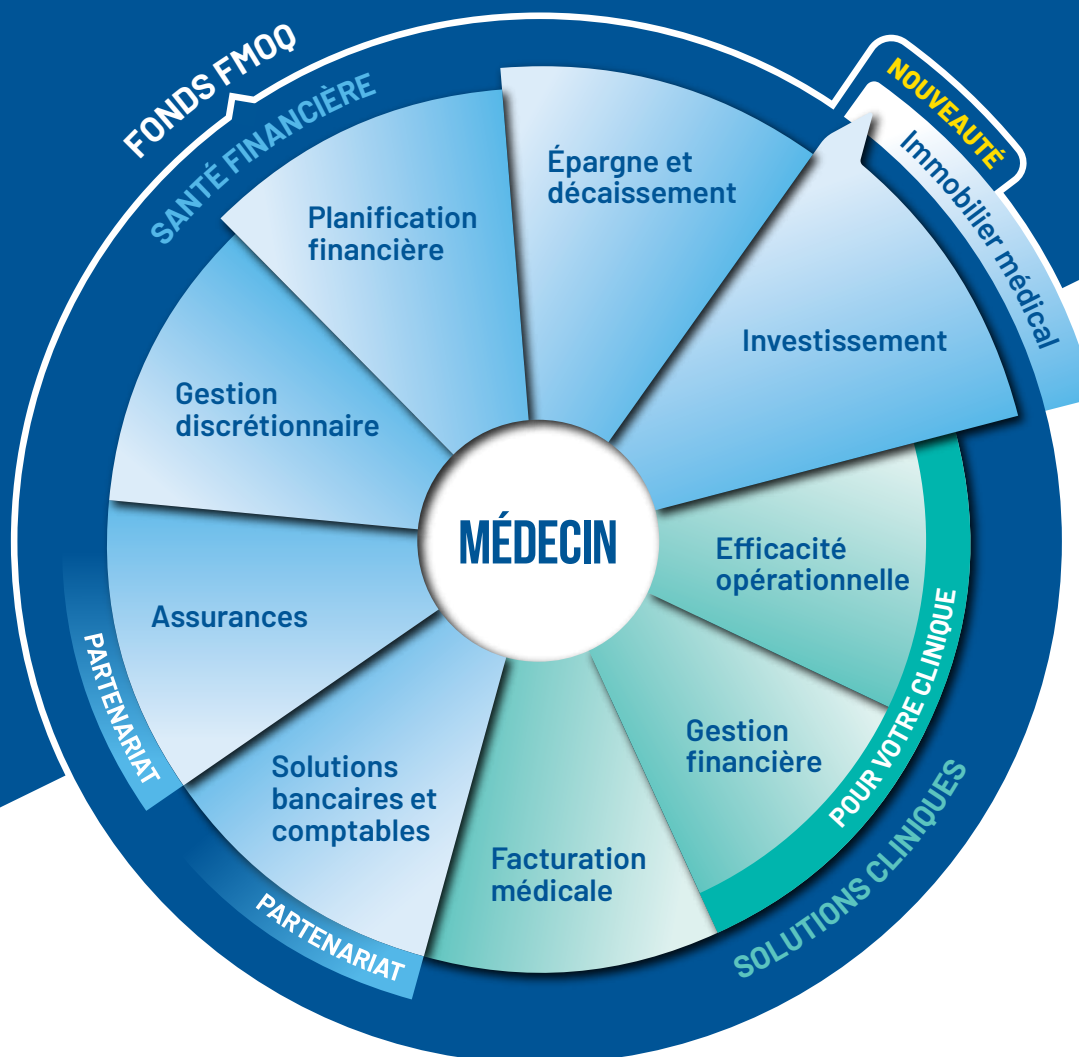 FONDS FMOQ
SANTÉ FINANCIÈRE
NOUVEAUTÉ
Immobilier médical
Épargne et
décaissement
Planification
financière
Investissement
Gestion
discrétionnaire
MÉDECIN
Efficacité
opérationnelle
Assurances
PARTENARIAT
Gestion
financière
POUR VOTRE CLINIQUE
Solutions
bancaires et
comptables
PARTENARIAT
Facturation
médicale
SOLUTIONS CLINIQUES